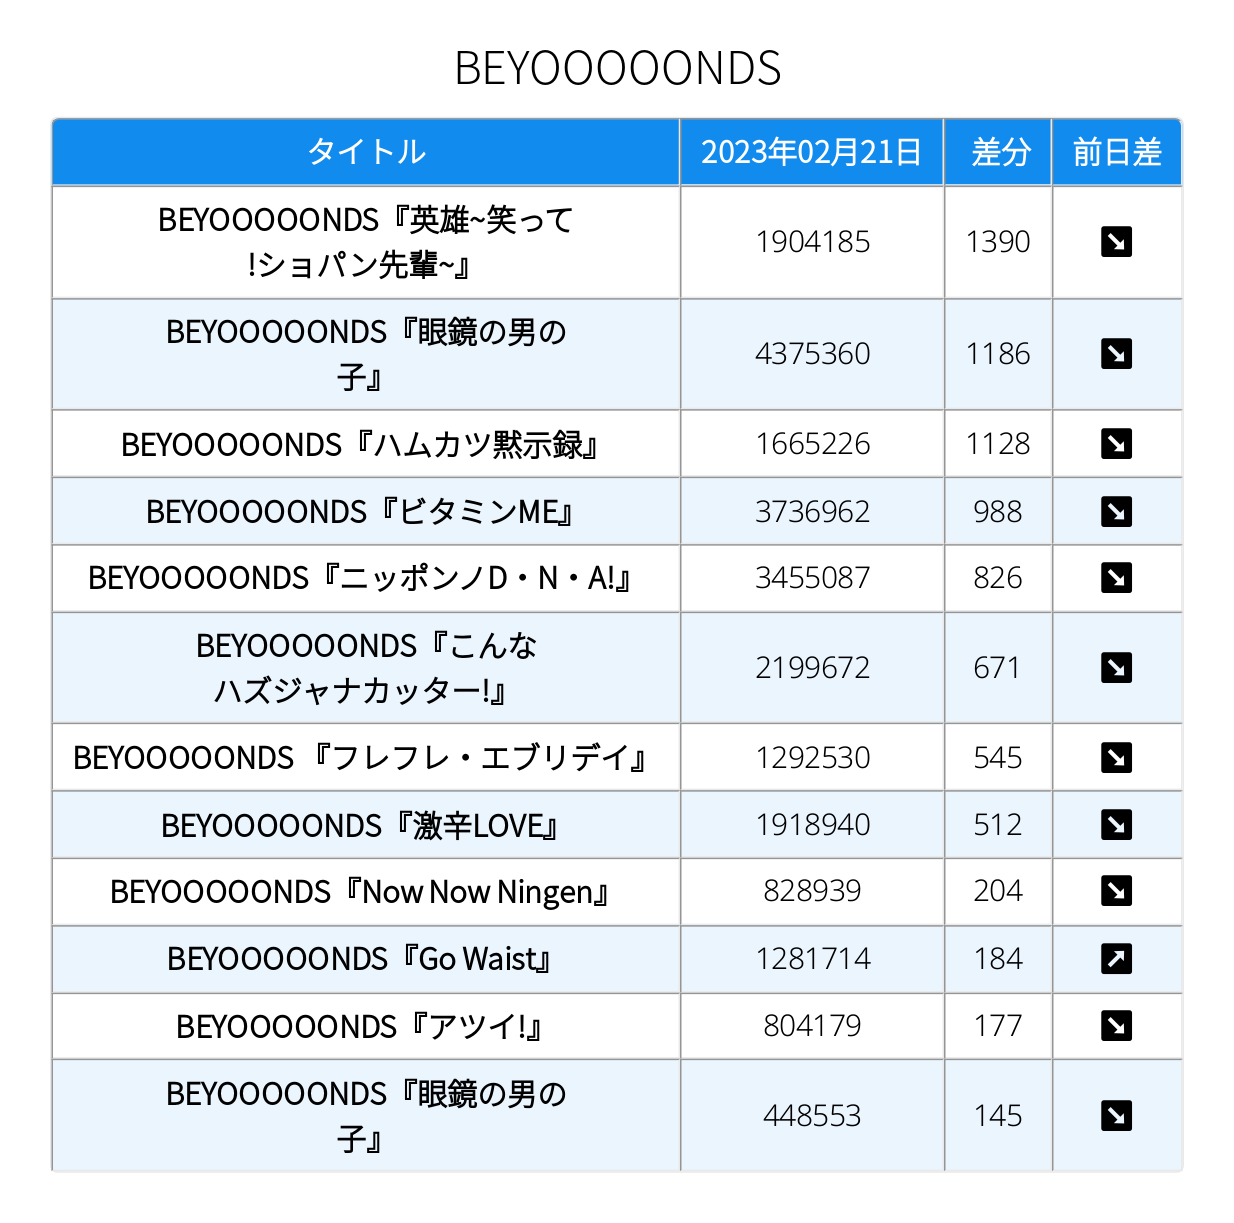 BEYOOOOONDS
タイトル 2023年02月21日 差分 前日差
BEYOOOOONDS『英雄~笑って
!ショパン先輩~』 1904185 1390 ↘
BEYOOOOONDS『眼鏡の男の
子』 4375360 1186 ↘
BEYOOOOONDS『ハムカツ黙示録』 1665226 1128 ↘
BEYOOOOONDS『ビタミンME』 3736962 988 ↘
BEYOOOOONDS『ニッポンノD・N・A!』 3455087 826 ↘
BEYOOOOONDS『こんな
ハズジャナカッター!』 2199672 671 ↘
BEYOOOOONDS 『フレフレ・エブリデイ』 1292530 545 ↘
BEYOOOOONDS『激辛LOVE』 1918940 512 ↘
BEYOOOOONDS『Now Now Ningen』 828939 204 ↘
BEYOOOOONDS『Go Waist』 1281714 184 ↗
BEYOOOOONDS『アツイ!』 804179 177 ↘
BEYOOOOONDS『眼鏡の男の
子』 448553 145 ↘